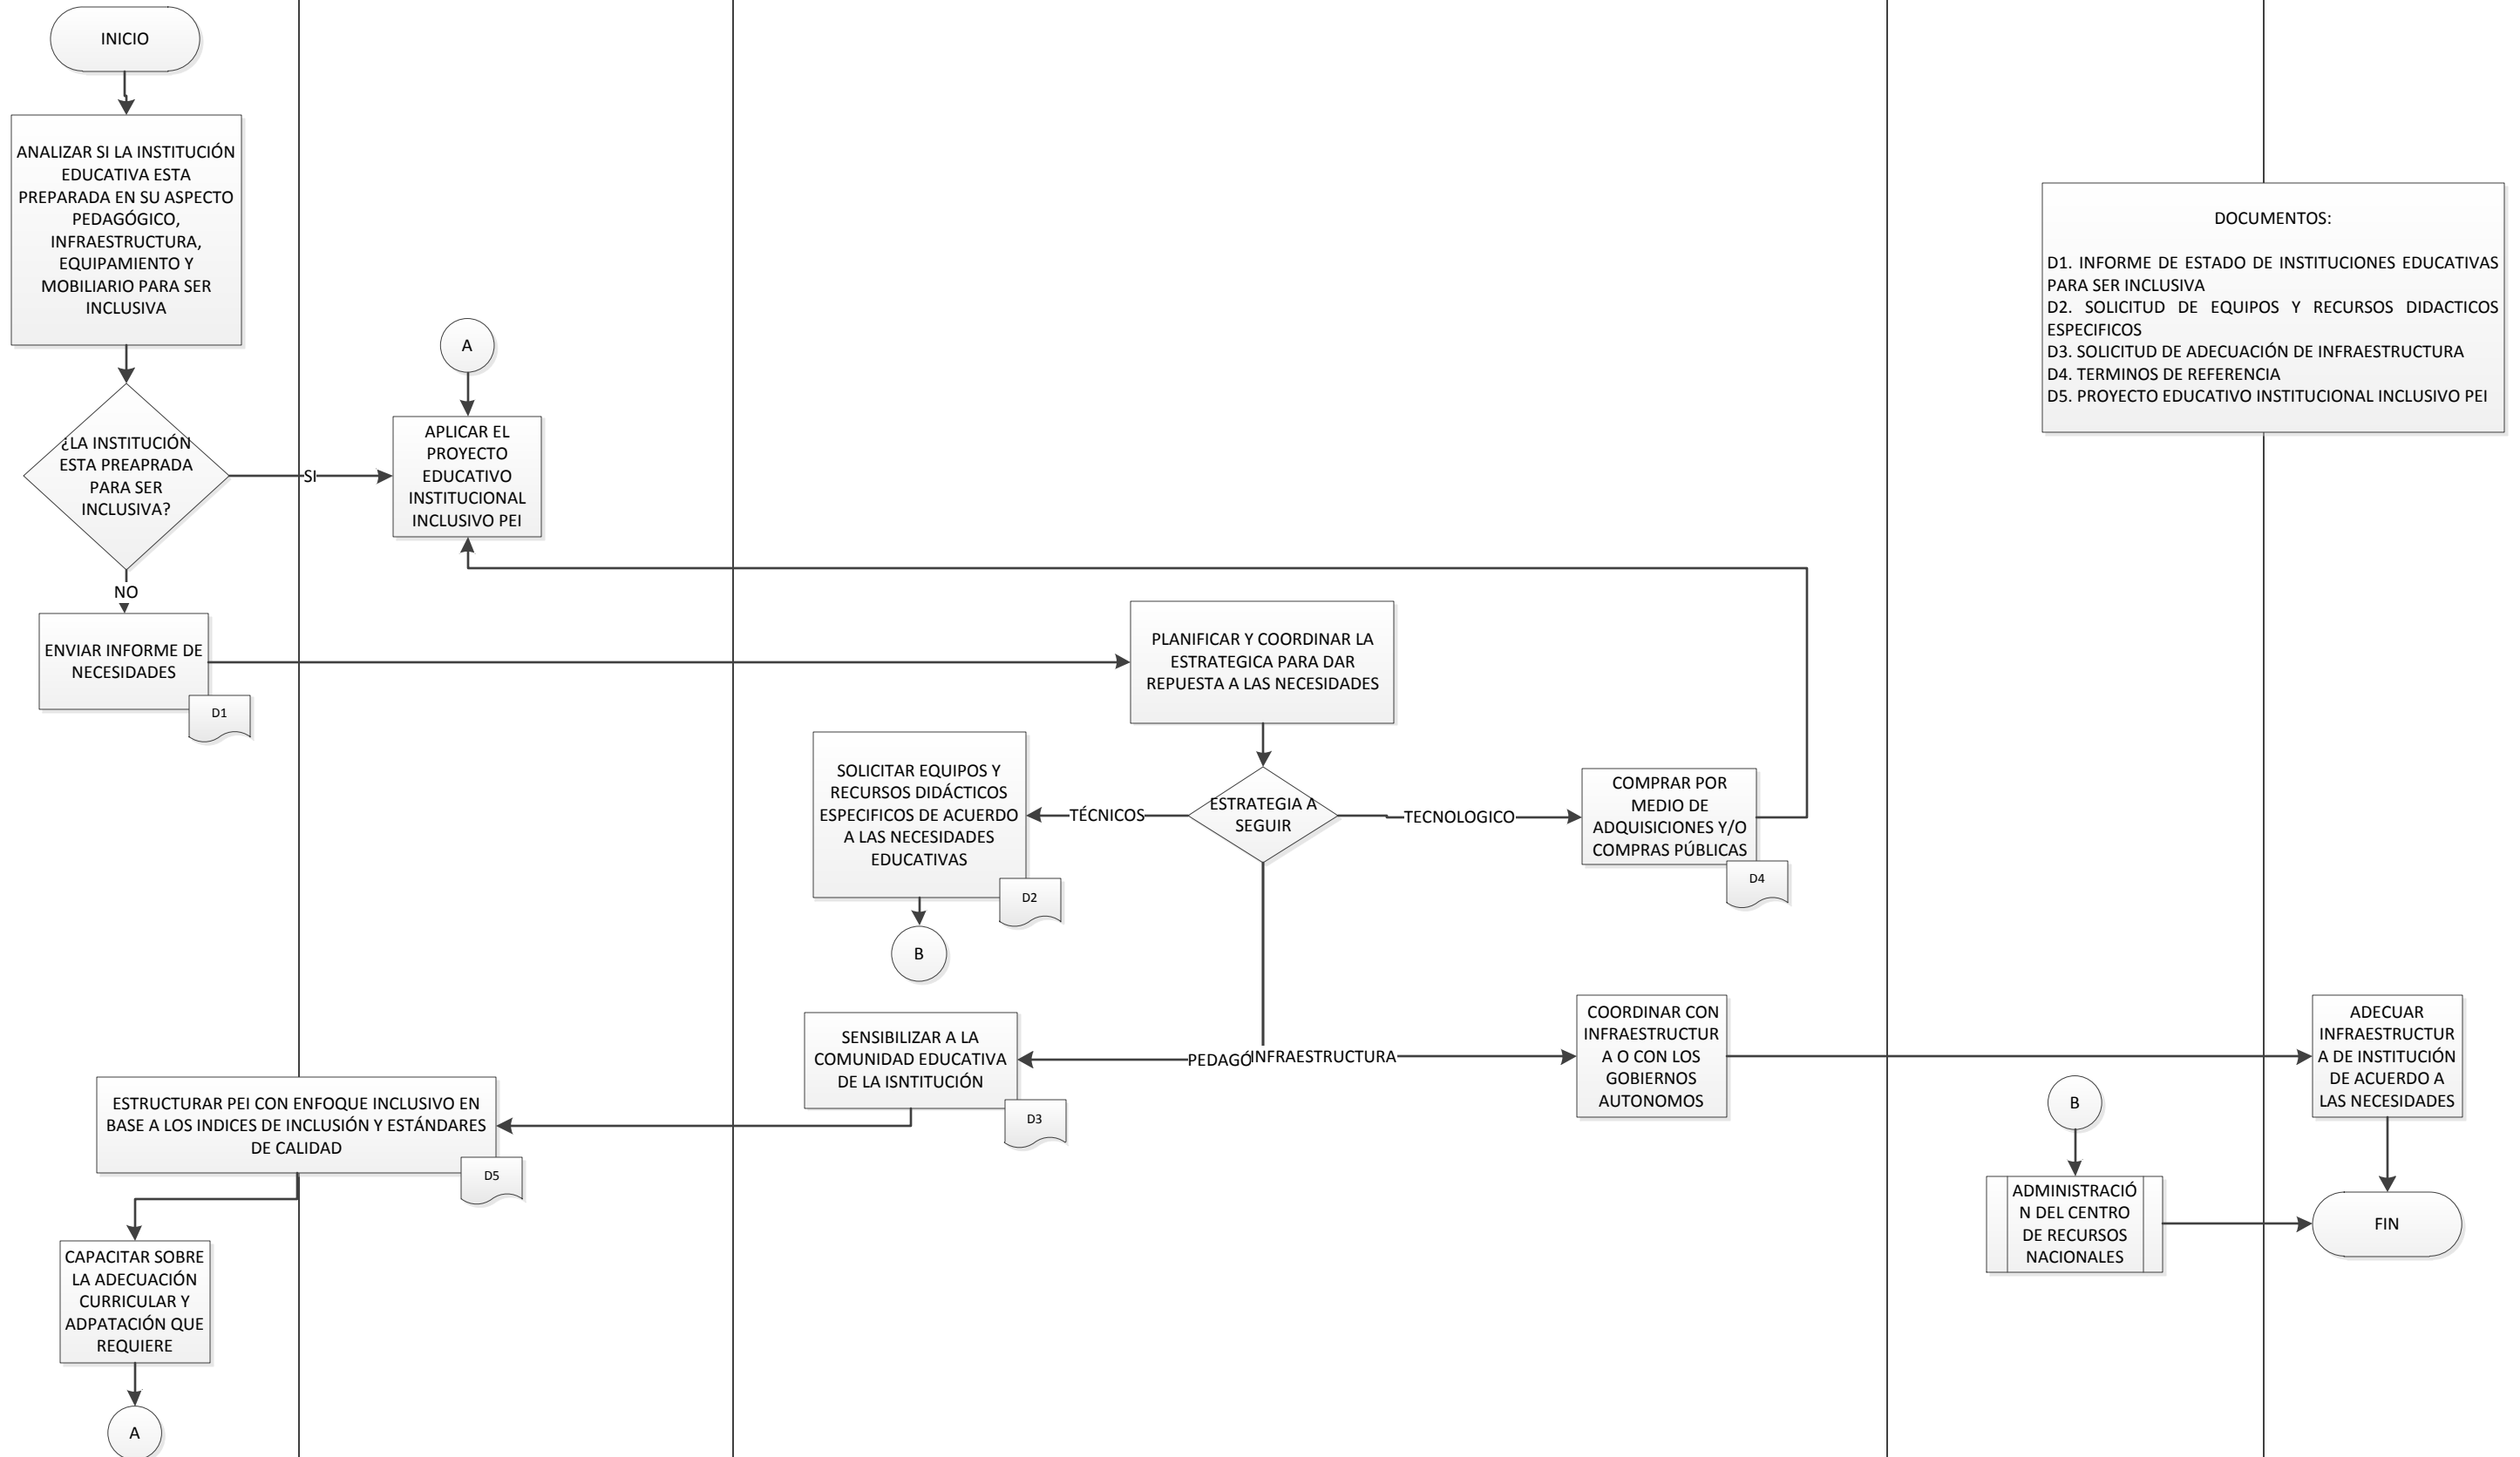 INICIO
ANALIZAR SI LA INSTITUCIÓN
EDUCATIVA ESTA
PREPARADA EN SU ASPECTO
PEDAGÓGICO,
INFRAESTRUCTURA,
EQUIPAMIENTO Y
MOBILIARIO PARA SER
INCLUSIVA
¿LA INSTITUCIÓN
ESTA PREAPRADA
PARA SER
INCLUSIVA?
SI
NO
A
APLICAR EL
PROYECTO
EDUCATIVO
INSTITUCIONAL
INCLUSIVO PEI
DOCUMENTOS:
D1. INFORME DE ESTADO DE INSTITUCIONES EDUCATIVAS
PARA SER INCLUSIVA
D2. SOLICITUD DE EQUIPOS Y RECURSOS DIDACTICOS
ESPECIFICOS
D3. SOLICITUD DE ADECUACIÓN DE INFRAESTRUCTURA
D4. TERMINOS DE REFERENCIA
D5. PROYECTO EDUCATIVO INSTITUCIONAL INCLUSIVO PEI
ENVIAR INFORME DE
NECESIDADES
D1
PLANIFICAR Y COORDINAR LA
ESTRATEGICA PARA DAR
REPUESTA A LAS NECESIDADES
SOLICITAR EQUIPOS Y
RECURSOS DIDÁCTICOS
ESPECIFICOS DE ACUERDO
A LAS NECESIDADES
EDUCATIVAS
D2
B
TÉCNICOS
ESTRATEGIA A
SEGUIR
TECNOLOGICO
COMPRAR POR
MEDIO DE
ADQUISICIONES Y/O
COMPRAS PÚBLICAS
D4
SENSIBILIZAR A LA
COMUNIDAD EDUCATIVA
DE LA ISNTITUCIÓN
D3
PEDAGÓ
INFRAESTRUCTURA
COORDINAR CON
INFRAESTRUCTUR
A O CON LOS
GOBIERNOS
AUTONOMOS
ADECUAR
INFRAESTRUCTUR
A DE INSTITUCIÓN
DE ACUERDO A
LAS NECESIDADES
ESTRUCTURAR PEI CON ENFOQUE INCLUSIVO EN
BASE A LOS INDICES DE INCLUSIÓN Y ESTÁNDARES
DE CALIDAD
D5
B
ADMINISTRACIÓ
N DEL CENTRO
DE RECURSOS
NACIONALES
FIN
CAPACITAR SOBRE
LA ADECUACIÓN
CURRICULAR Y
ADPATACIÓN QUE
REQUIERE
A